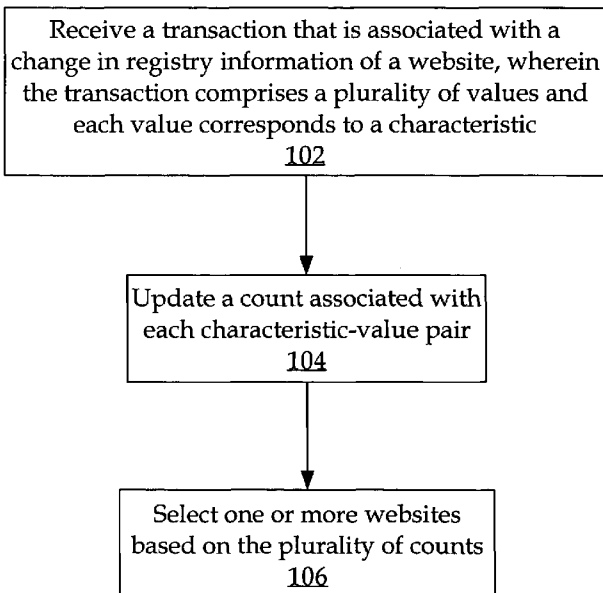 Receive a transaction that is associated with a
change in registry information of a website, wherein
the transaction comprises a plurality of values and
each value corresponds to a characteristic
102
Update a count associated with
each characteristic-value pair
104
Select one or more websites
based on the plurality of counts
106